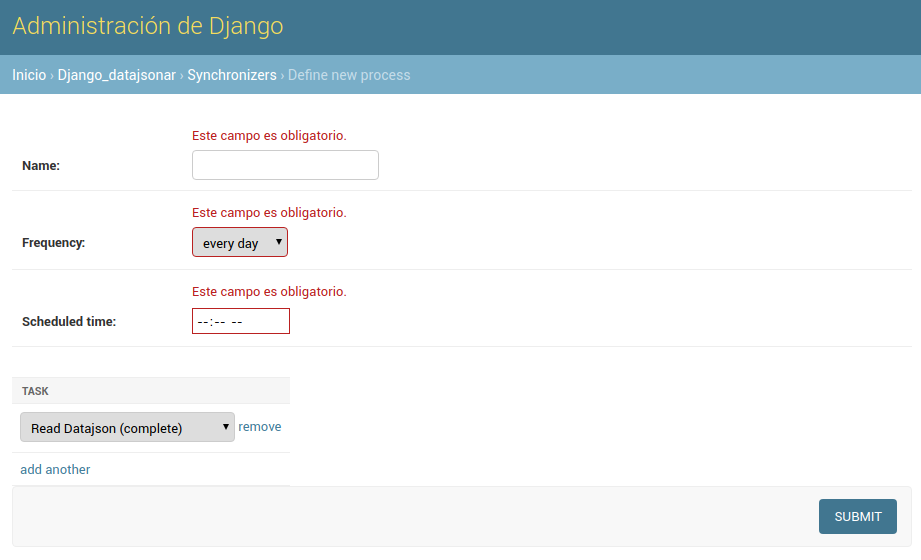 Administración de Django
Inicio › Django_datajsonar › Synchronizers › Define new process
Este campo es obligatorio.
Name:
Este campo es obligatorio.
Frequency: every day
Este campo es obligatorio.
Scheduled time: --:-- --
TASK
Read Datajson (complete) remove
add another
SUBMIT